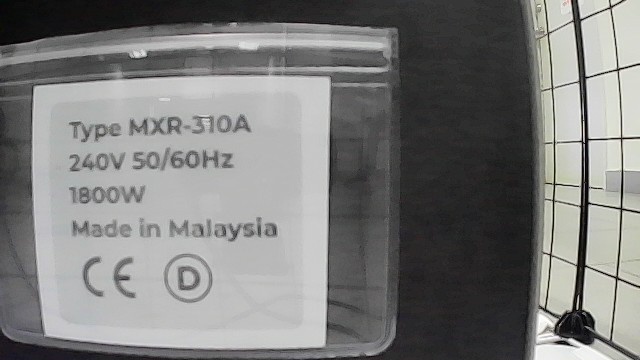 Type MXR-310A
240V 50/60Hz
1800W
Made in Malaysia
CE D